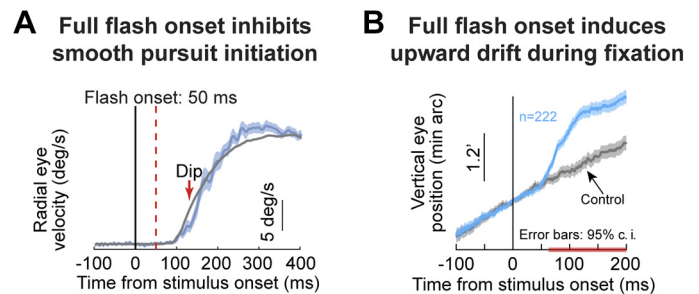 A
Full flash onset inhibits
smooth pursuit initiation
Flash onset: 50 ms
Radial eye
velocity (deg/s)
Dip
5 deg/s
-100
0
100
200
300
400
Time from stimulus onset (ms)
B
Full flash onset induces
upward drift during fixation
Vertical eye
position (min arc)
1.2'
n=222
Control
Error bars: 95% c. i.
-100
0
100
200
Time from stimulus onset (ms)